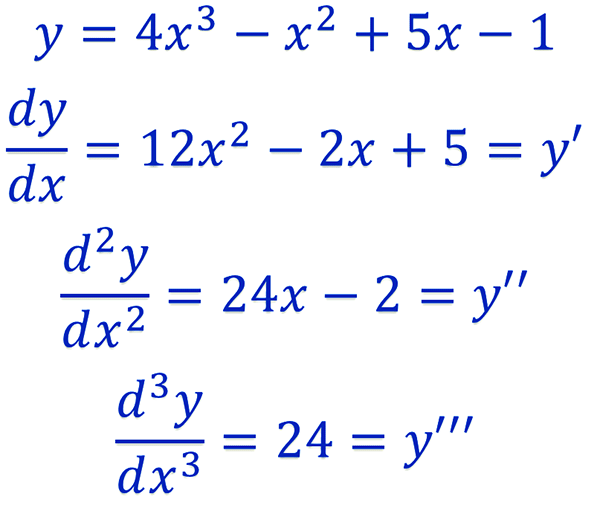 y = 4x³ − x² + 5x − 1
dy/dx = 12x² − 2x + 5 = y′
d²y/dx² = 24x − 2 = y′′
d³y/dx³ = 24 = y′′′